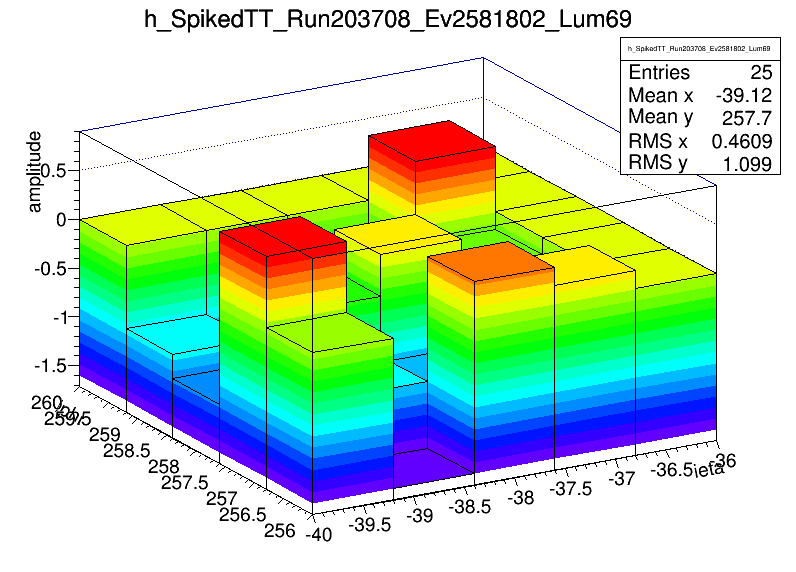 h_SpikedTT_Run203708_Ev2581802_Lum69
h_SpikedTT_Run203708_Ev2581802_Lum69
Entries 25
Mean x -39.12
Mean y 257.7
RMS x 0.4609
RMS y 1.099
amplitude
0.5
0
-0.5
-1
-1.5
260
259.5
259
258.5
258
257.5
257
256.5
256
-40
-39.5
-39
-38.5
-38
-37.5
-37
-36.5
-36
ieta